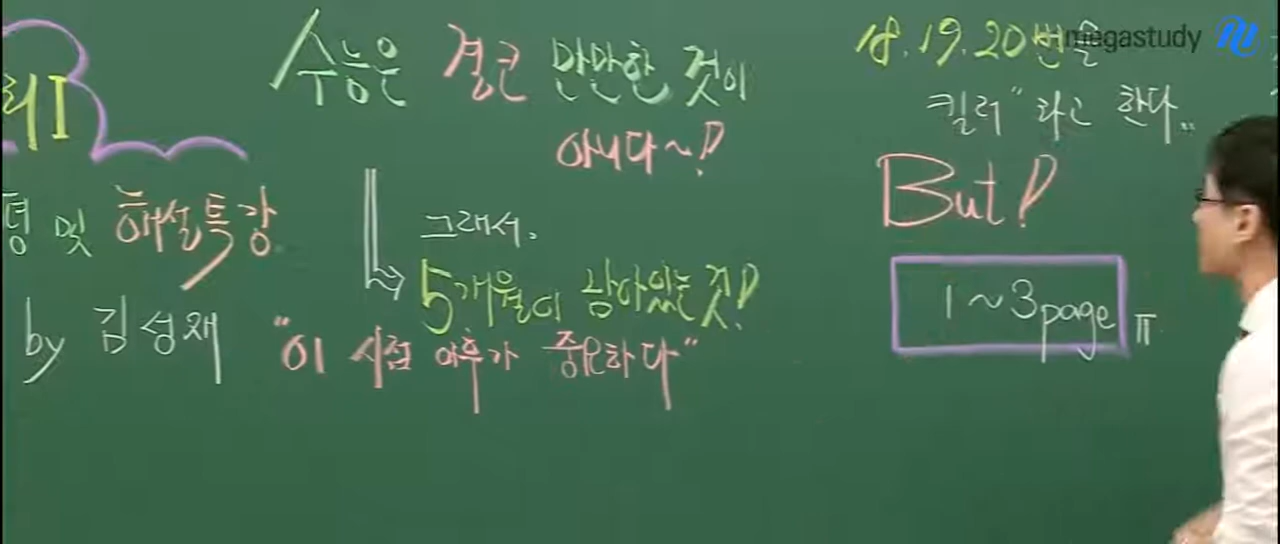 수능은 결코 만만한 것이
아니다~!
그래서.
5개월이 남아있는 것!
"이 시점 이후가 중요하다"
18. 19. 20번을
megastudy
킬러" 라고 한다..
But!
1~3page
및 해설특강
by 김성재